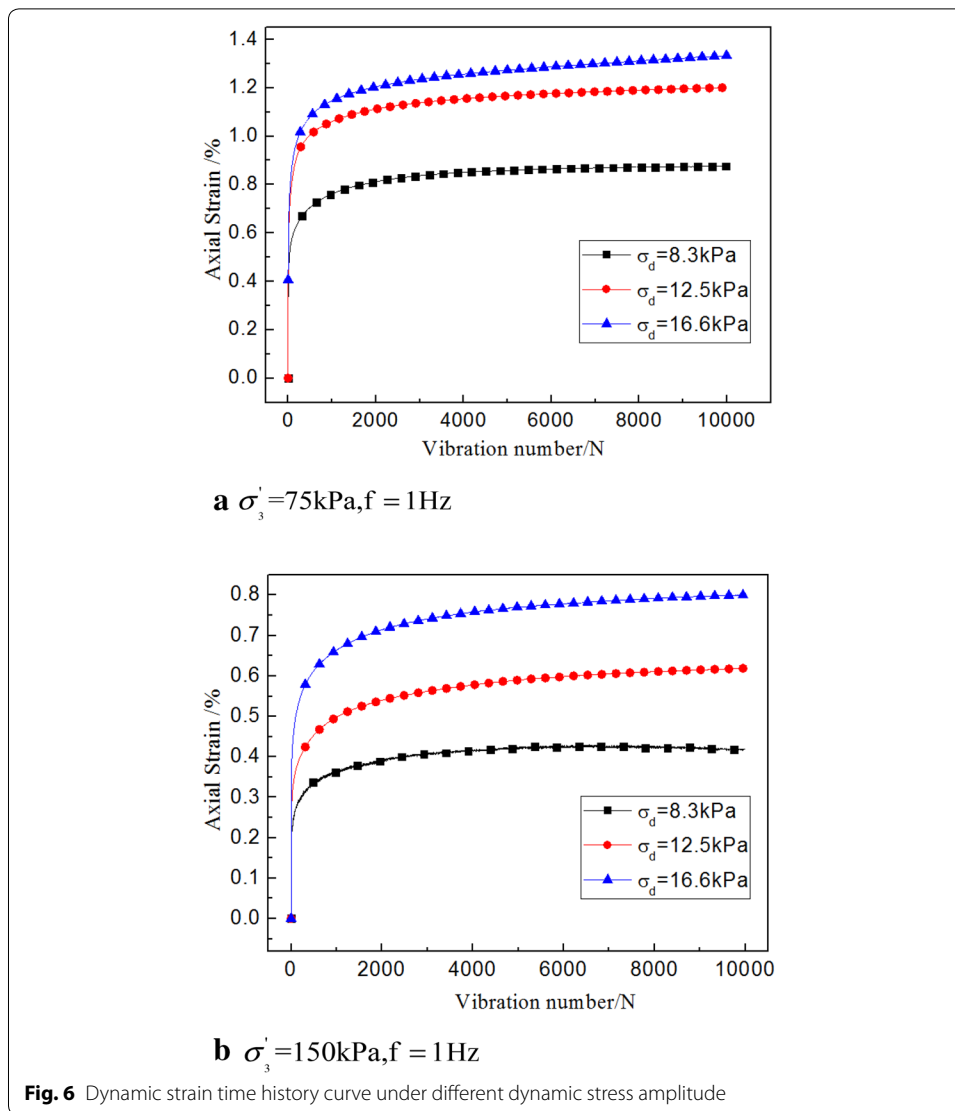 1.4
1.2
1.0
0.8
0.6
0.4
0.2
0.0
Axial Strain /%
σd=8.3kPa
σd=12.5kPa
σd=16.6kPa
0 2000 4000 6000 8000 10000
Vibration number/N
a σ'3=75kPa,f = 1Hz
0.8
0.7
0.6
0.5
0.4
0.3
0.2
0.1
0.0
Axial Strain /%
σd=8.3kPa
σd=12.5kPa
σd=16.6kPa
0 2000 4000 6000 8000 10000
Vibration number/N
b σ'3=150kPa,f = 1Hz
Fig. 6 Dynamic strain time history curve under different dynamic stress amplitude